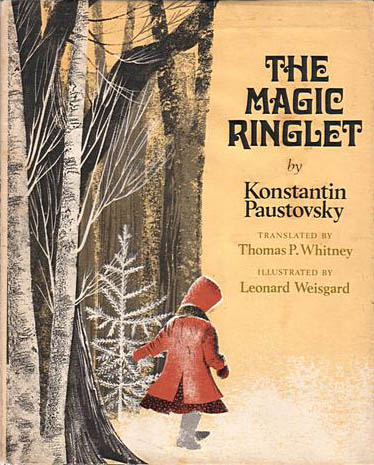 THE
MAGIC
RINGLET
by
Konstantin
Paustovsky
TRANSLATED BY
Thomas P. Whitney
ILLUSTRATED BY
Leonard Weisgard